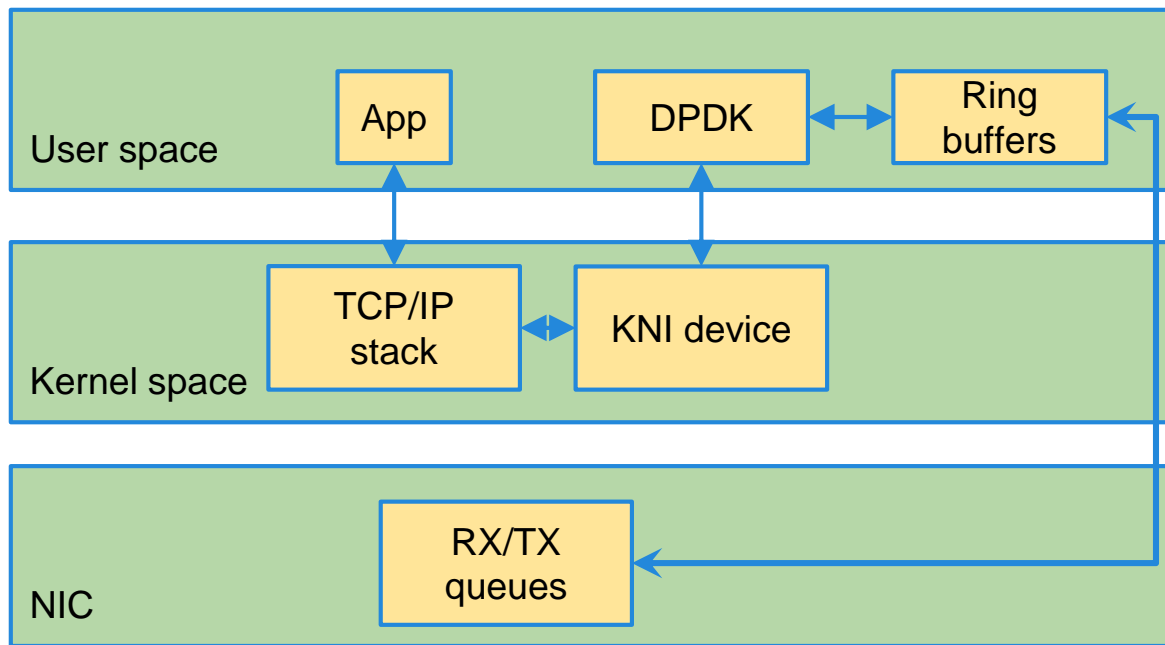 App
DPDK
Ring
buffers
User space
TCP/IP
stack
KNI device
Kernel space
RX/TX
queues
NIC